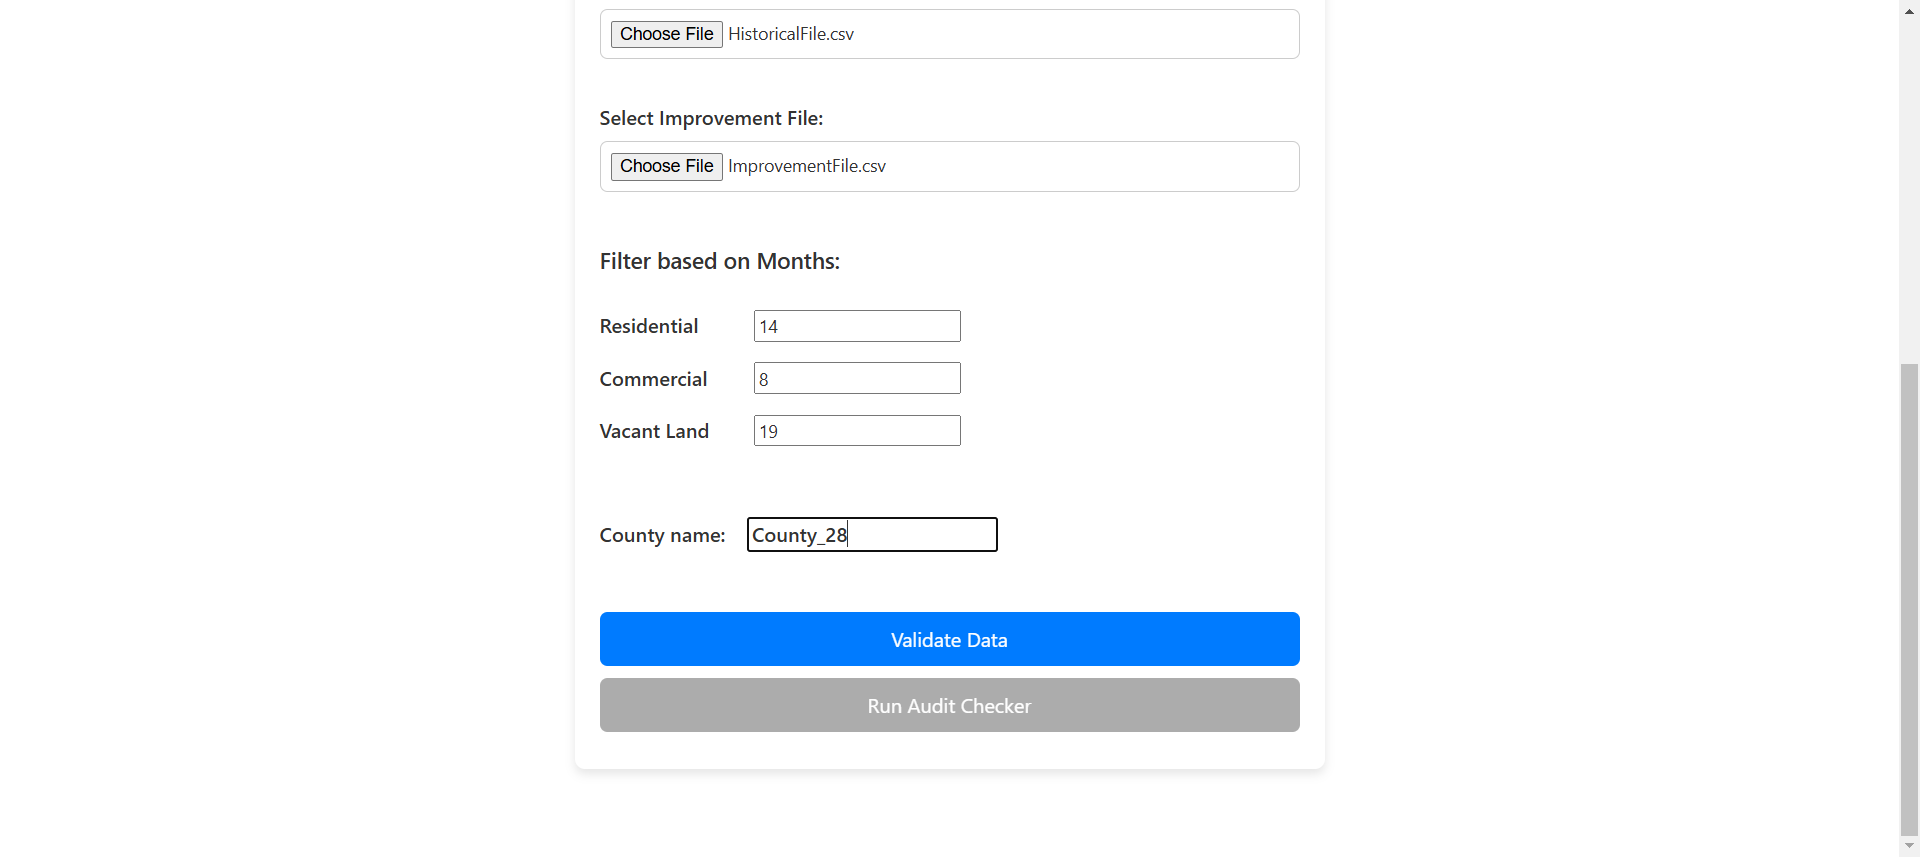 Choose File HistoricalFile.csv
Select Improvement File:
Choose File ImprovementFile.csv
Filter based on Months:
Residential 14
Commercial 8
Vacant Land 19
County name: County_28
Validate Data
Run Audit Checker